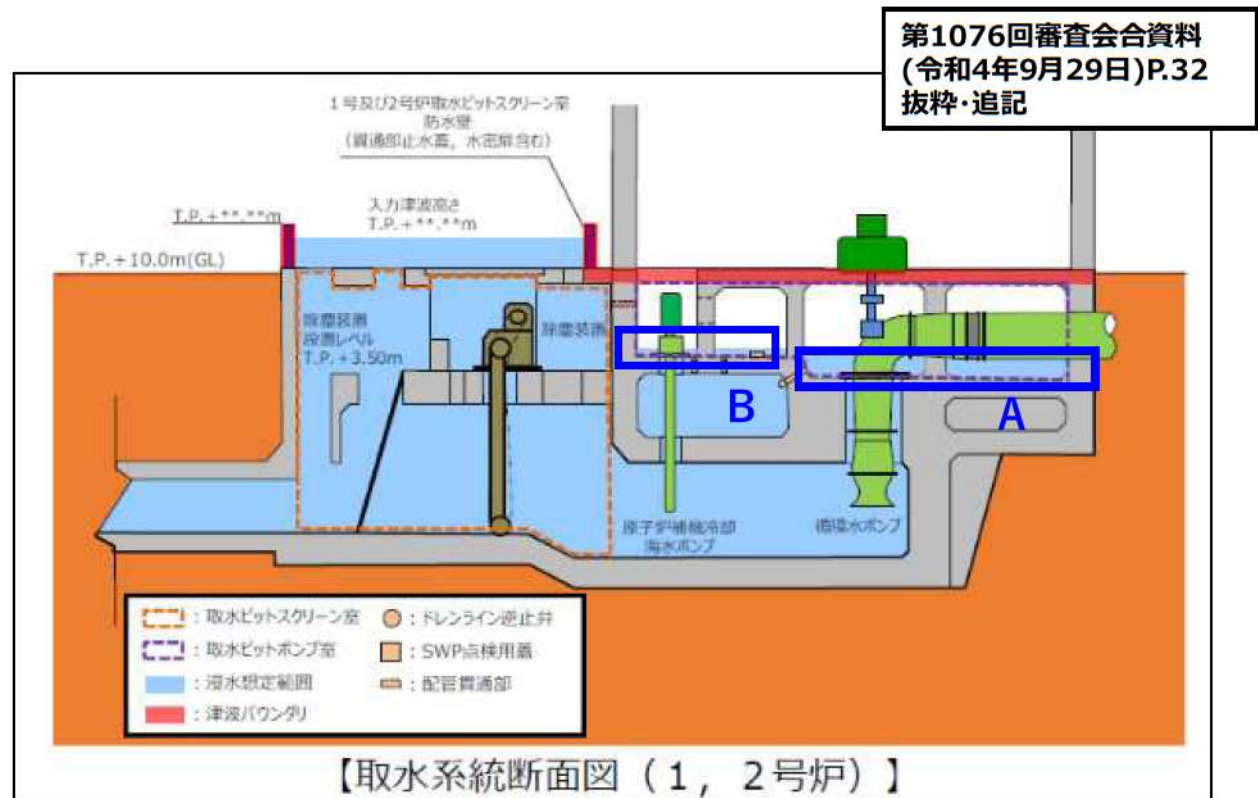 第1076回審査会合資料
(令和4年9月29日)P.32
抜粋･追記
1号及び2号炉取水ピットスクリーン室
防水壁
(貫通部止水蓋，水密扉含む)
T.P.+**.**m
入力津波高さ
T.P.+**.**m
T.P.+10.0m(GL)
除塵装置
設置レベル
T.P.+3.50m
除塵装置
B
A
原子炉補機冷却
海水ポンプ
循環水ポンプ
：取水ピットスクリーン室
：ドレンライン逆止弁
：取水ピットポンプ室
：SWP点検用蓋
：浸水想定範囲
：配管貫通部
：津波バウンダリ
【取水系統断面図（1，2号炉）】